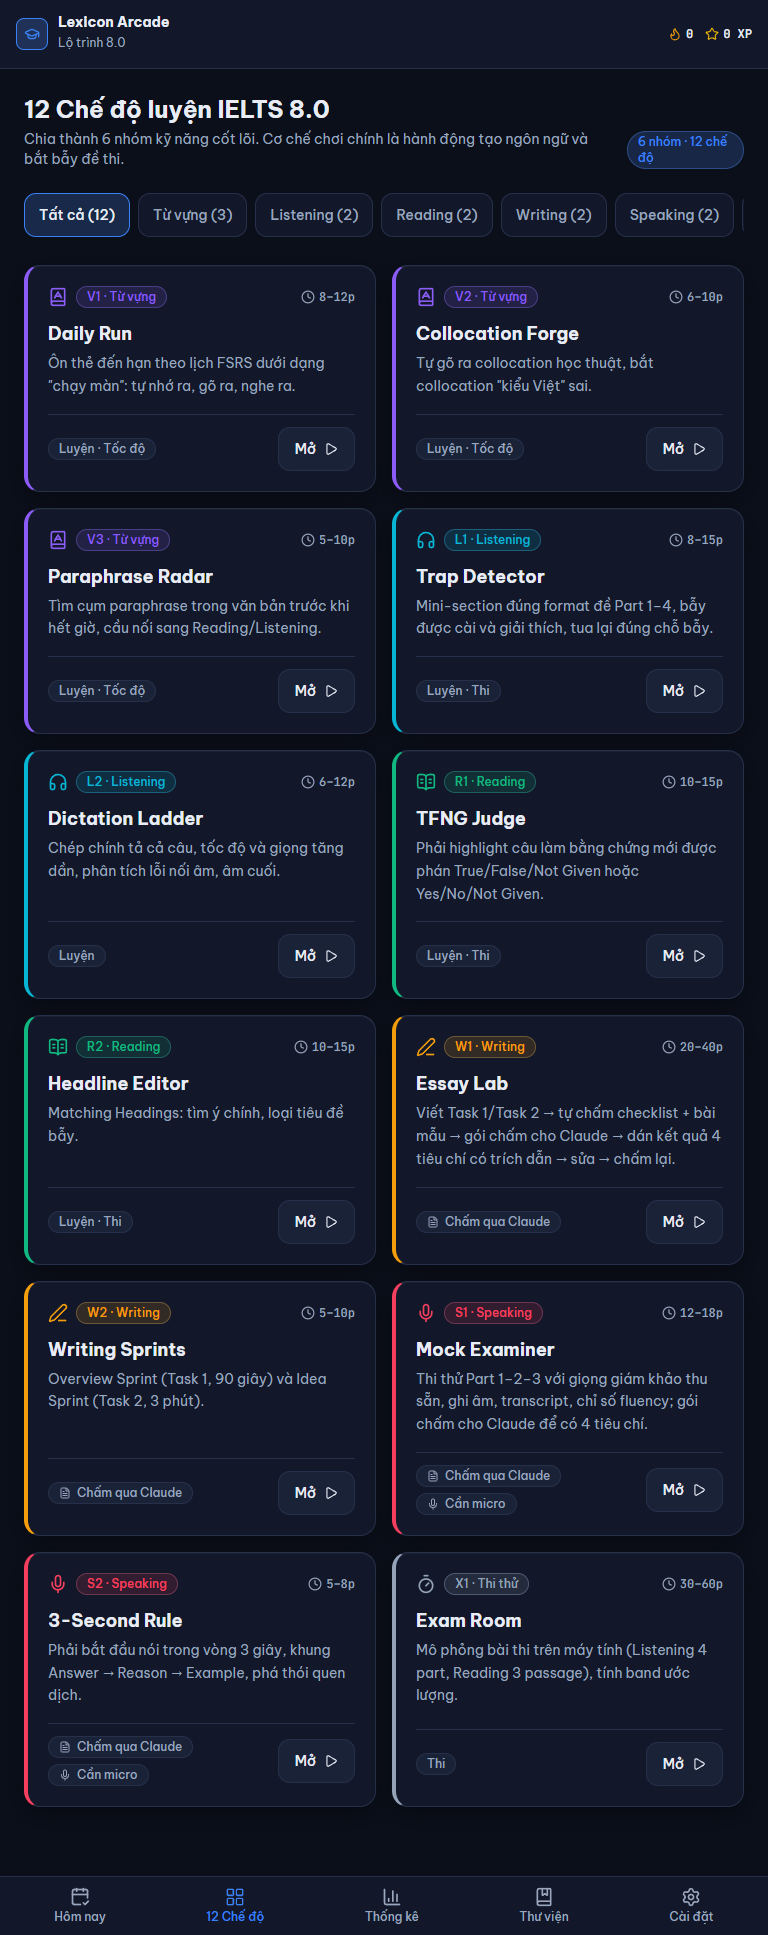 Lexicon Arcade
Lộ trình 8.0
0
0 XP
12 Chế độ luyện IELTS 8.0
Chia thành 6 nhóm kỹ năng cốt lõi. Cơ chế chơi chính là hành động tạo ngôn ngữ và
bắt bẫy đề thi.
6 nhóm · 12 chế
độ
Tất cả (12)
Từ vựng (3)
Listening (2)
Reading (2)
Writing (2)
Speaking (2)
V1 · Từ vựng
8–12p
Daily Run
Ôn thẻ đến hạn theo lịch FSRS dưới dạng
"chạy màn": tự nhớ ra, gõ ra, nghe ra.
Luyện · Tốc độ
Mở
V2 · Từ vựng
6–10p
Collocation Forge
Tự gõ ra collocation học thuật, bắt
collocation "kiểu Việt" sai.
Luyện · Tốc độ
Mở
V3 · Từ vựng
5–10p
Paraphrase Radar
Tìm cụm paraphrase trong văn bản trước khi
hết giờ, cầu nối sang Reading/Listening.
Luyện · Tốc độ
Mở
L1 · Listening
8–15p
Trap Detector
Mini-section đúng format đề Part 1–4, bẫy
được cài và giải thích, tua lại đúng chỗ bẫy.
Luyện · Thi
Mở
L2 · Listening
6–12p
Dictation Ladder
Chép chính tả cả câu, tốc độ và giọng tăng
dần, phân tích lỗi nối âm, âm cuối.
Luyện
Mở
R1 · Reading
10–15p
TFNG Judge
Phải highlight câu làm bằng chứng mới được
phán True/False/Not Given hoặc
Yes/No/Not Given.
Luyện · Thi
Mở
R2 · Reading
10–15p
Headline Editor
Matching Headings: tìm ý chính, loại tiêu đề
bẫy.
Luyện · Thi
Mở
W1 · Writing
20–40p
Essay Lab
Viết Task 1/Task 2 → tự chấm checklist + bài
mẫu → gói chấm cho Claude → dán kết quả 4
tiêu chí có trích dẫn → sửa → chấm lại.
Chấm qua Claude
Mở
W2 · Writing
5–10p
Writing Sprints
Overview Sprint (Task 1, 90 giây) và Idea
Sprint (Task 2, 3 phút).
Chấm qua Claude
Mở
S1 · Speaking
12–18p
Mock Examiner
Thi thử Part 1–2–3 với giọng giám khảo thu
sẵn, ghi âm, transcript, chỉ số fluency; gói
chấm cho Claude để có 4 tiêu chí.
Chấm qua Claude
Cần micro
Mở
S2 · Speaking
5–8p
3-Second Rule
Phải bắt đầu nói trong vòng 3 giây, khung
Answer → Reason → Example, phá thói quen
dịch.
Chấm qua Claude
Cần micro
Mở
X1 · Thi thử
30–60p
Exam Room
Mô phỏng bài thi trên máy tính (Listening 4
part, Reading 3 passage), tính band ước
lượng.
Thi
Mở
Hôm nay
12 Chế độ
Thống kê
Thư viện
Cài đặt